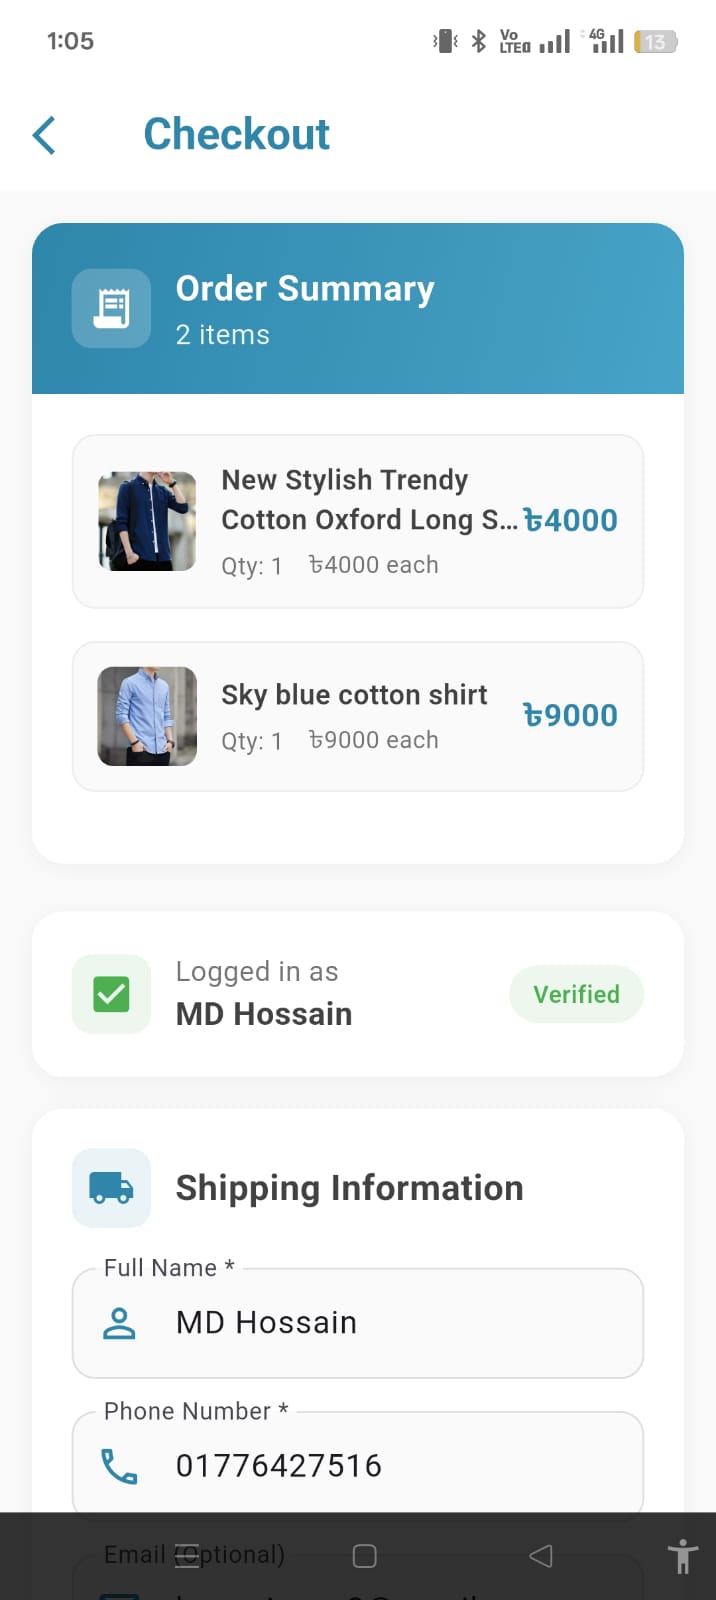 1:05
Vo
LTE
4G
13
Checkout
Order Summary
2 items
New Stylish Trendy
Cotton Oxford Long S...
৳4000
Qty: 1 ৳4000 each
Sky blue cotton shirt
৳9000
Qty: 1 ৳9000 each
Logged in as
MD Hossain
Verified
Shipping Information
Full Name *
MD Hossain
Phone Number *
01776427516
Email (Optional)